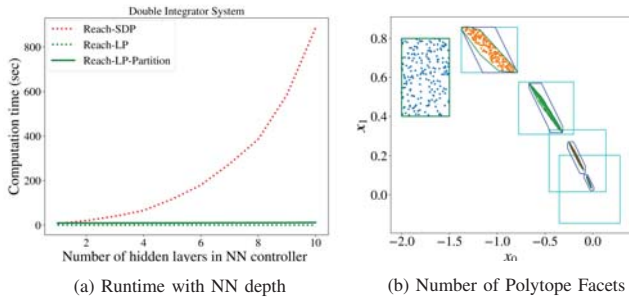 Double Integrator System
Reach-SDP
Reach-LP
Reach-LP-Partition
800
600
400
200
0
2
4
6
8
10
Computation time (sec)
Number of hidden layers in NN controller
(a) Runtime with NN depth
0.8
0.6
0.4
0.2
0.0
-2.0
-1.5
-1.0
-0.5
0.0
x1
x0
(b) Number of Polytope Facets